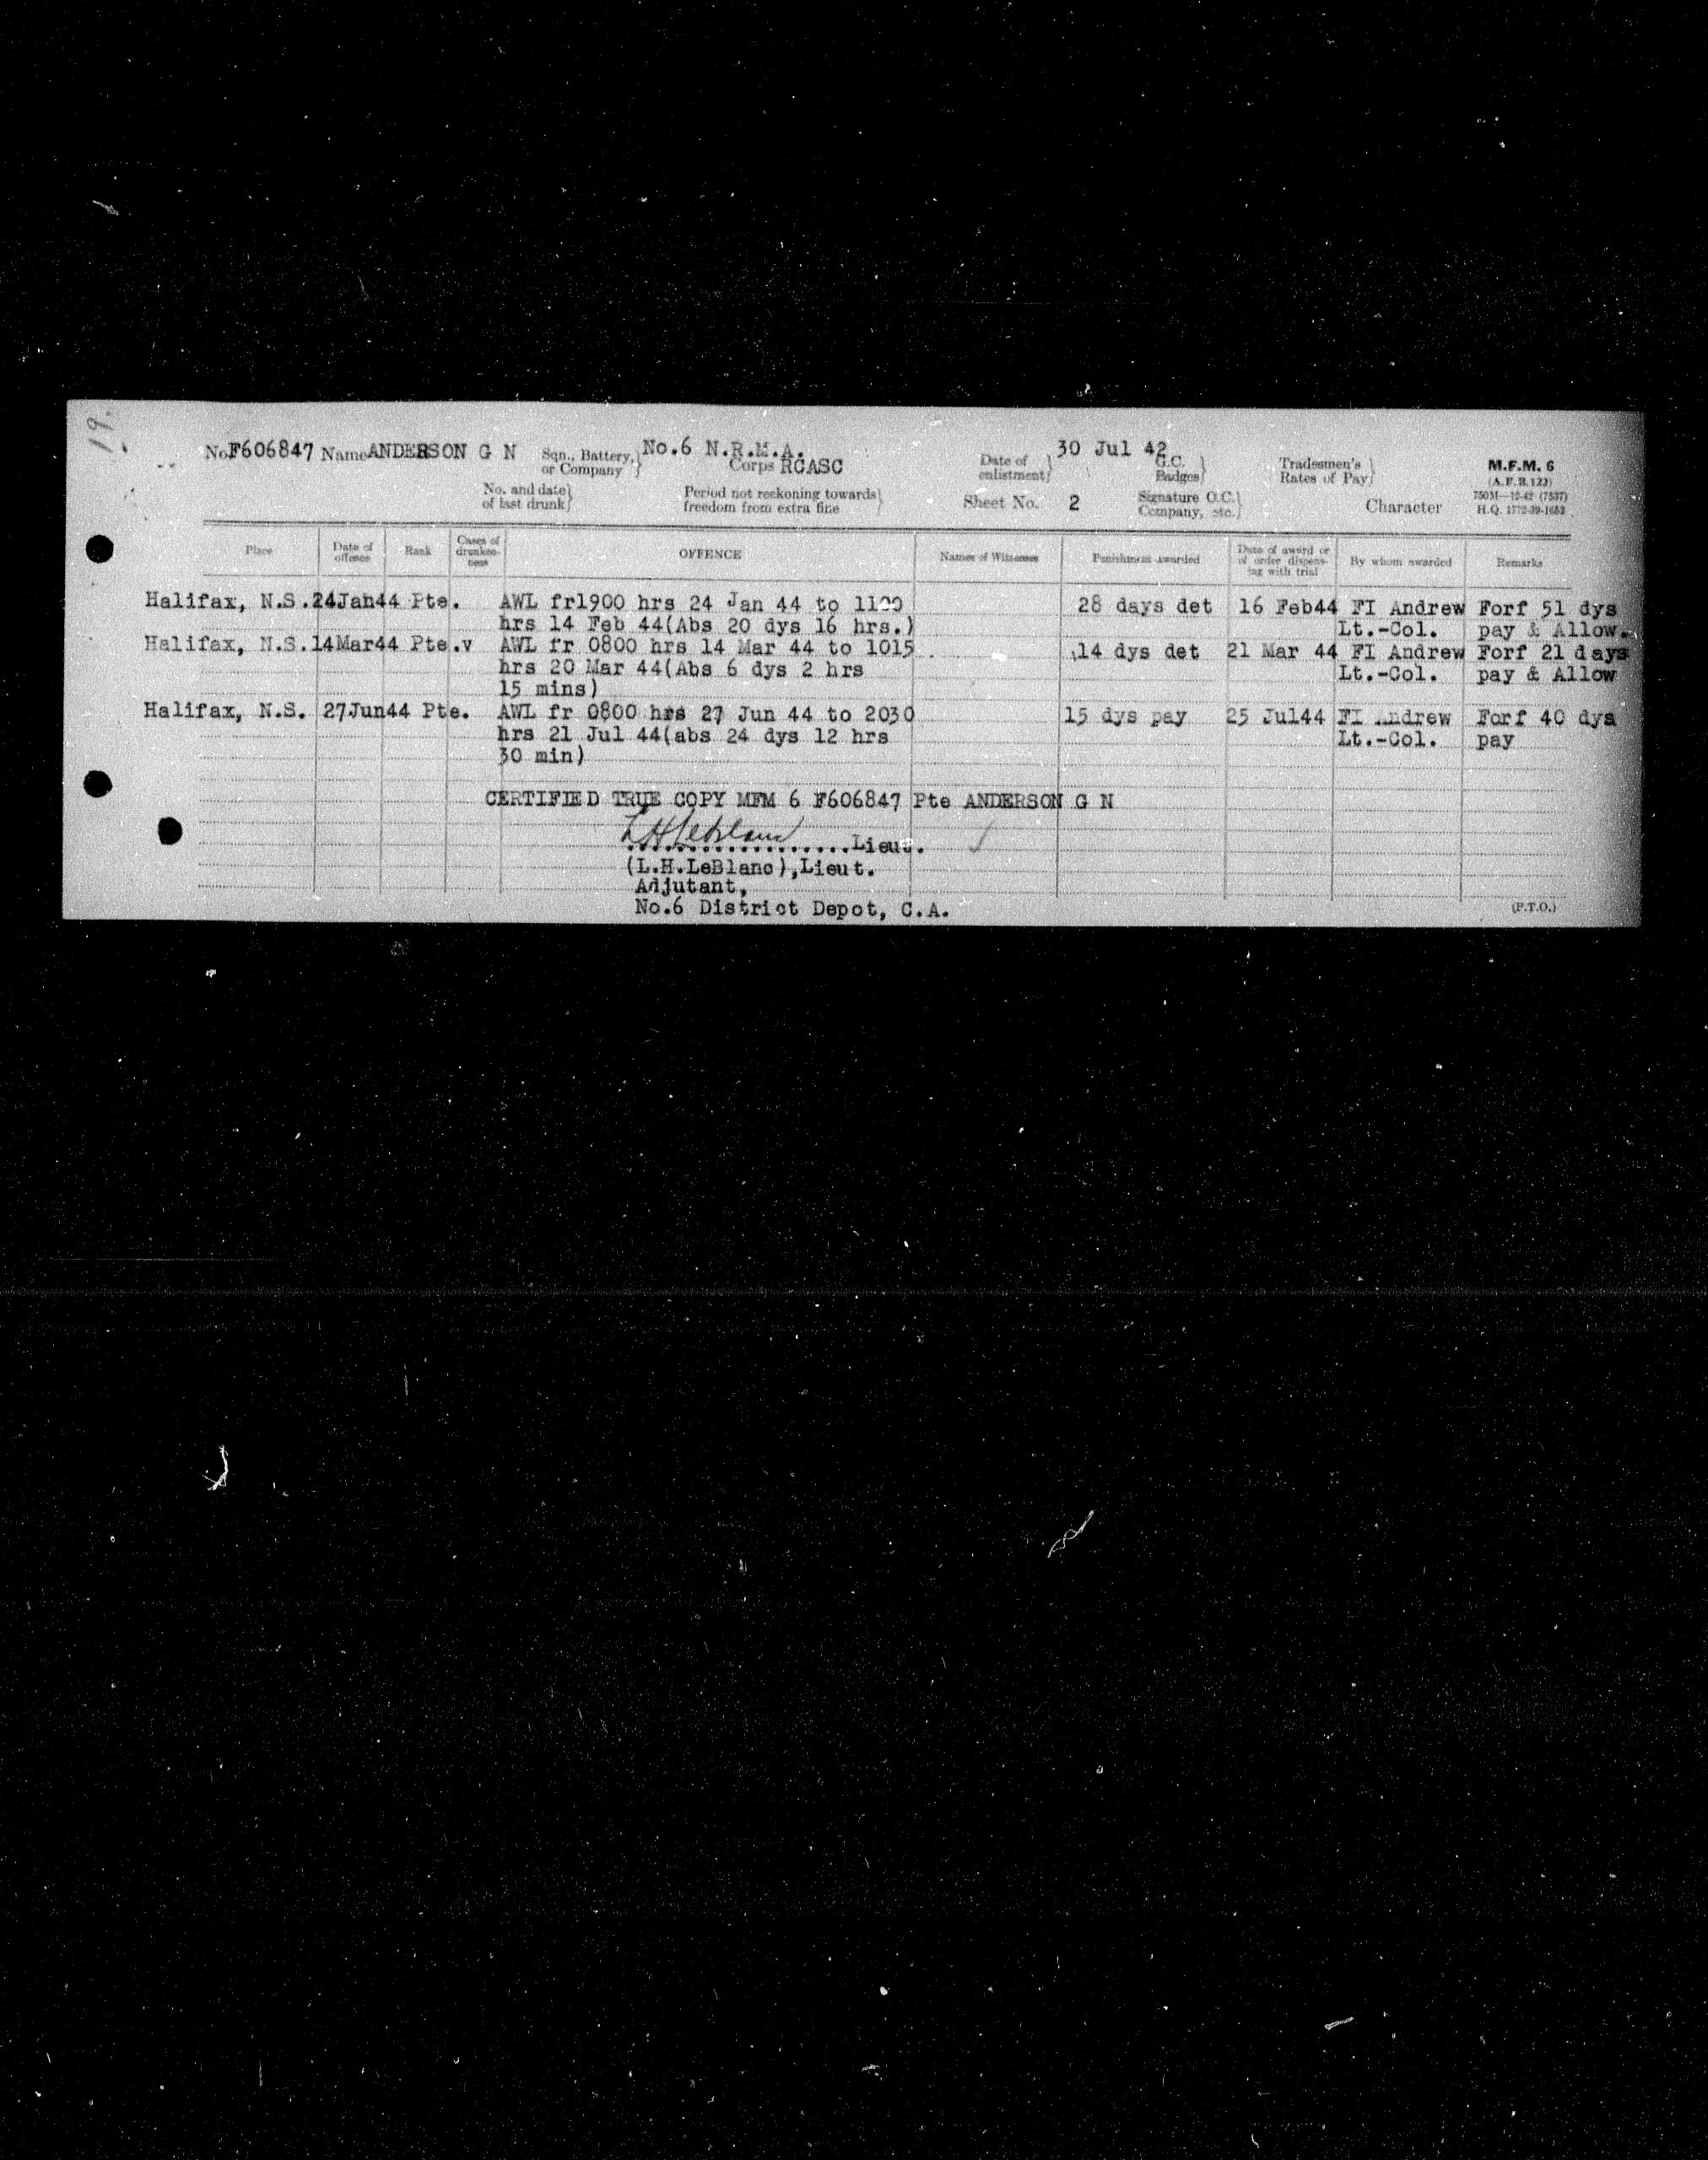 19.
No. F606847 Name ANDERSON G N Sqn., Battery, or Company} No.6 N.R.M.A. Corps RCASC Date of enlistment} 30 Jul 42 G.C. Badges} Tradesmen's Rates of Pay} M.F.M. 6
(A.F.B. 122)
750M—12-42 (7537)
H.Q. 1772-39-1652
No. and date of last drunk} Period not reckoning towards freedom from extra fine} Sheet No. 2 Signature O.C. Company, etc.} Character
Place Date of offence Rank Cases of drunkenness OFFENCE Names of Witnesses Punishment awarded Date of award or of order dispensing with trial By whom awarded Remarks
Halifax, N.S. 24Jan44 Pte. AWL fr1900 hrs 24 Jan 44 to 1100 28 days det 16 Feb44 FI Andrew Forf 51 dys
hrs 14 Feb 44(Abs 20 dys 16 hrs.) Lt.-Col. pay & Allow.
Halifax, N.S. 14Mar44 Pte.v AWL fr 0800 hrs 14 Mar 44 to 1015 14 dys det 21 Mar 44 FI Andrew Forf 21 days
hrs 20 Mar 44(Abs 6 dys 2 hrs Lt.-Col. pay & Allow
15 mins)
Halifax, N.S. 27Jun44 Pte. AWL fr 0800 hrs 27 Jun 44 to 2030 15 dys pay 25 Jul44 FI Andrew Forf 40 dys
hrs 21 Jul 44(abs 24 dys 12 hrs Lt.-Col. pay
30 min)
CERTIFIED TRUE COPY MFM 6 F606847 Pte ANDERSON G N
L H LeBlanc ..................Lieut.
(L.H.LeBlanc),Lieut.
Adjutant,
No.6 District Depot, C.A.
(P.T.O.)